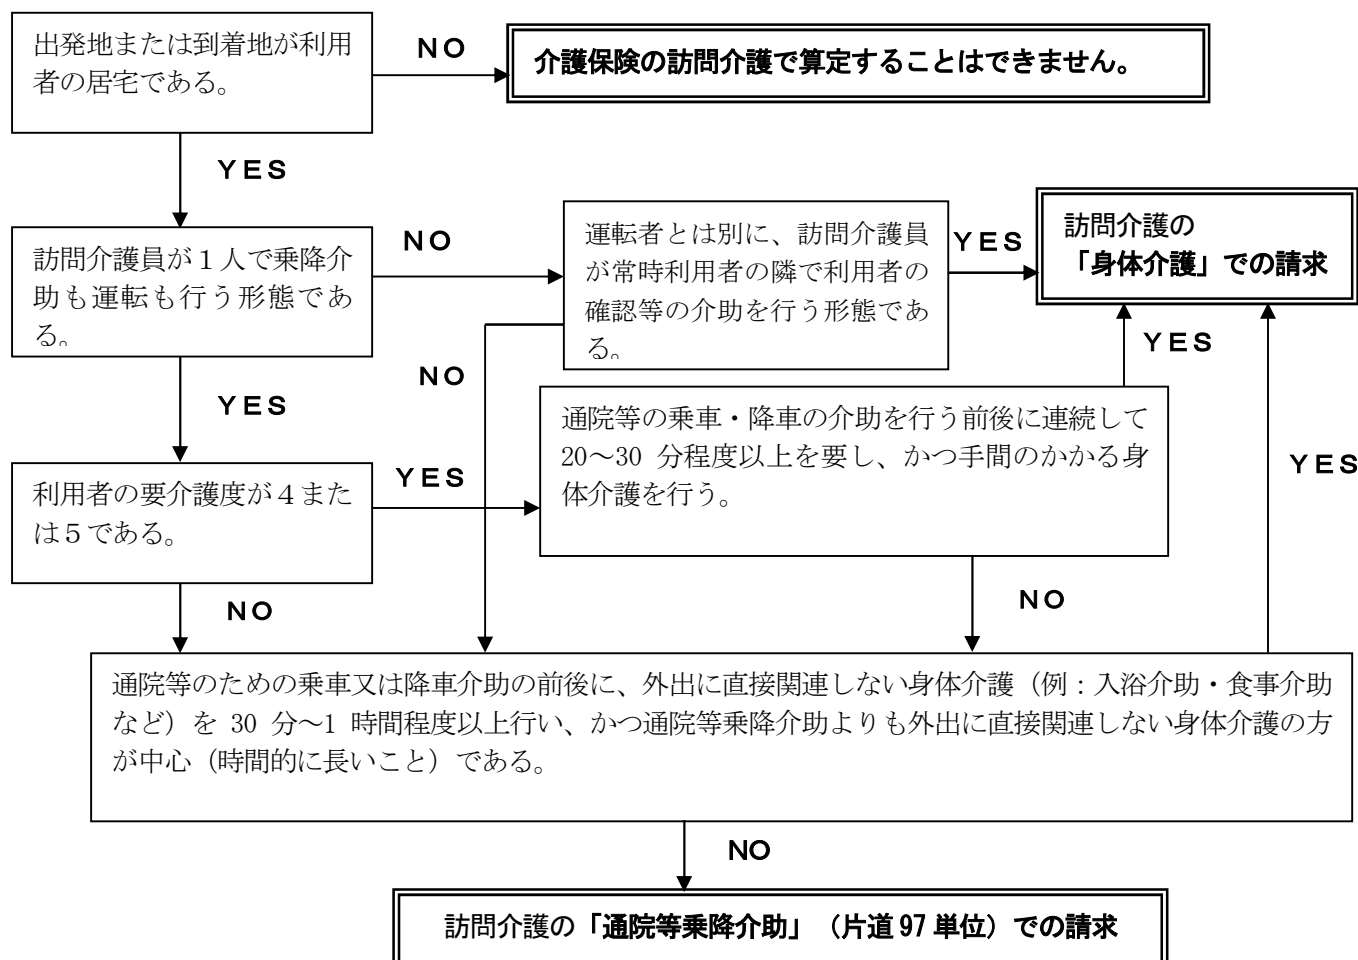 出発地または到着地が利用
者の居宅である。
ＮＯ
介護保険の訪問介護で算定することはできません。
ＹＥＳ
訪問介護員が１人で乗降介
助も運転も行う形態であ
る。
ＮＯ
運転者とは別に、訪問介護員
が常時利用者の隣で利用者の
確認等の介助を行う形態であ
る。
ＹＥＳ
訪問介護の
「身体介護」での請求
ＹＥＳ
ＮＯ
ＹＥＳ
利用者の要介護度が４また
は５である。
ＹＥＳ
通院等の乗車・降車の介助を行う前後に連続して
20～30 分程度以上を要し、かつ手間のかかる身
体介護を行う。
ＹＥＳ
ＮＯ
ＮＯ
通院等のための乗車又は降車介助の前後に、外出に直接関連しない身体介護（例：入浴介助・食事介助
など）を 30 分～1 時間程度以上行い、かつ通院等乗降介助よりも外出に直接関連しない身体介護の方
が中心（時間的に長いこと）である。
ＮＯ
訪問介護の「通院等乗降介助」（片道 97 単位）での請求